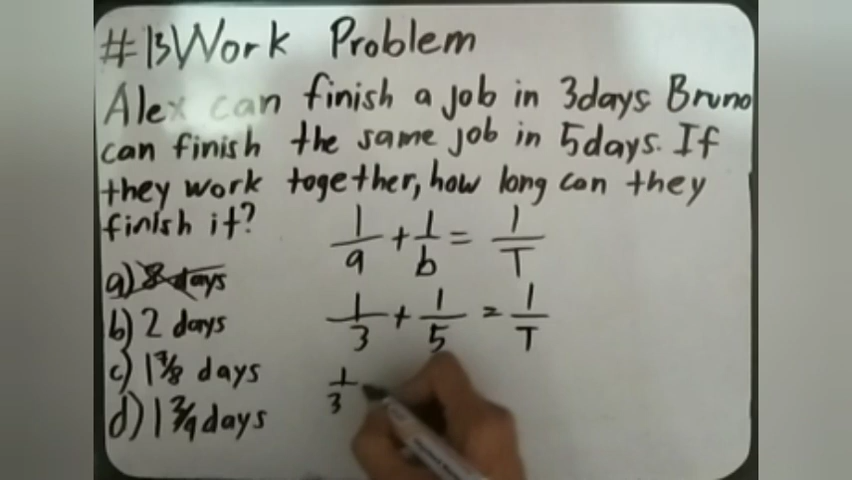 #13 Work Problem
Alex can finish a job in 3days Bruno
can finish the same job in 5days. If
they work together, how long can they
finish it?
1/a + 1/b = 1/T
a) 8 days
1/3 + 1/5 = 1/T
b) 2 days
c) 1 7/8 days
1/3
d) 1 3/9 days